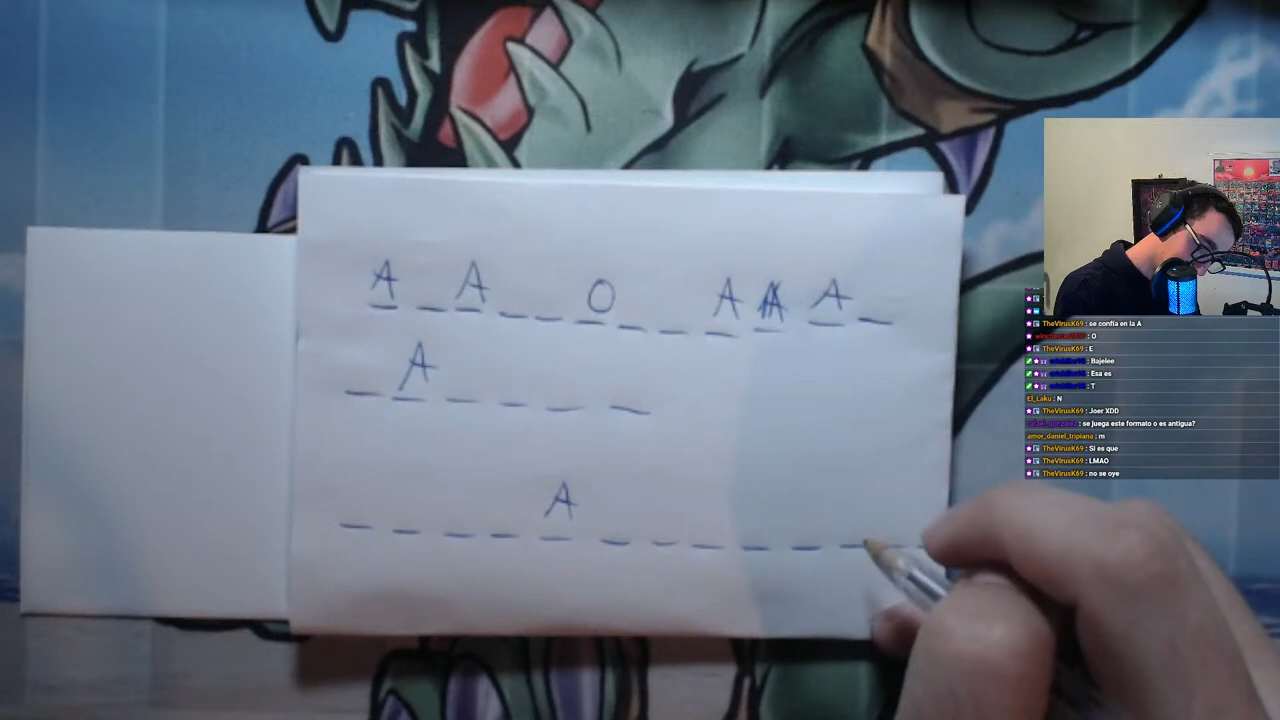 A _ A _ _ O _ _ A A A _
_ A _ _ _ _
_ _ _ _ A _ _ _ _ _ _ _
TheVirusK69 : se confía en la A
: O
TheVirusK69 : E
: Bajelee
: Esa es
: T
El_Laku : N
TheVirusK69 : Joer XDD
rafael_gonzalez : se juega este formato o es antigua?
amor_daniel_tripiana : m
TheVirusK69 : Si es que
TheVirusK69 : LMAO
TheVirusK69 : no se oye